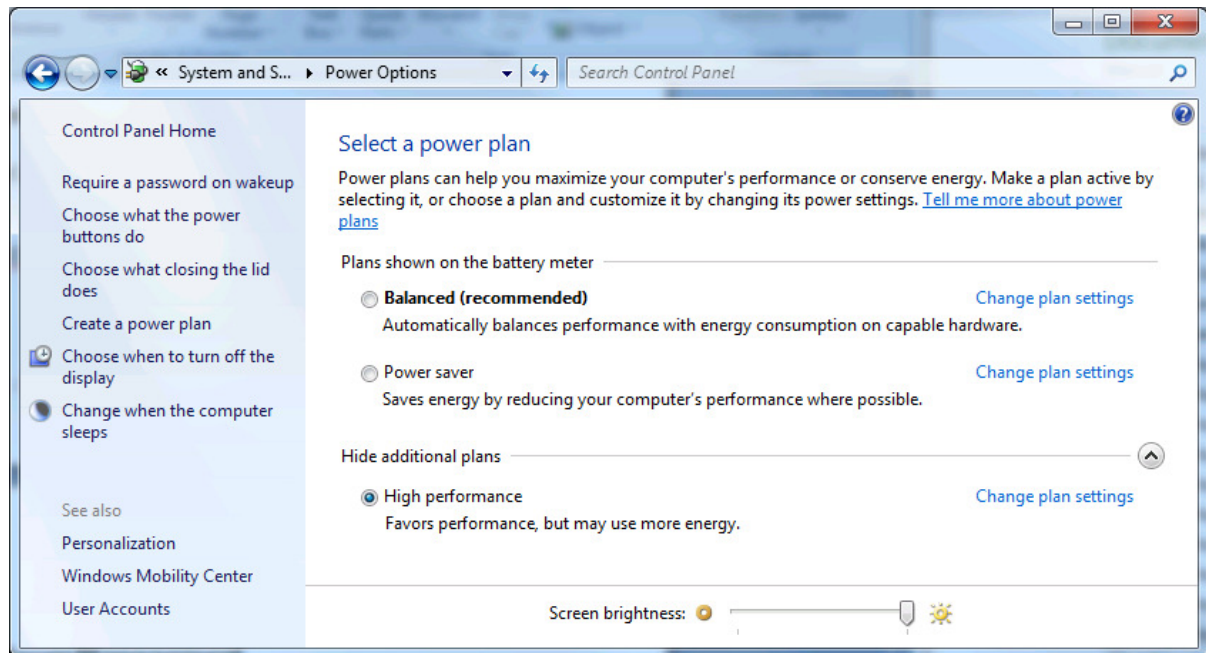 « System and S... ▸ Power Options
Search Control Panel
Control Panel Home
Require a password on wakeup
Choose what the power
buttons do
Choose what closing the lid
does
Create a power plan
Choose when to turn off the
display
Change when the computer
sleeps
See also
Personalization
Windows Mobility Center
User Accounts
Select a power plan
Power plans can help you maximize your computer's performance or conserve energy. Make a plan active by
selecting it, or choose a plan and customize it by changing its power settings. Tell me more about power
plans
Plans shown on the battery meter
Balanced (recommended) Change plan settings
Automatically balances performance with energy consumption on capable hardware.
Power saver Change plan settings
Saves energy by reducing your computer's performance where possible.
Hide additional plans
High performance Change plan settings
Favors performance, but may use more energy.
Screen brightness: